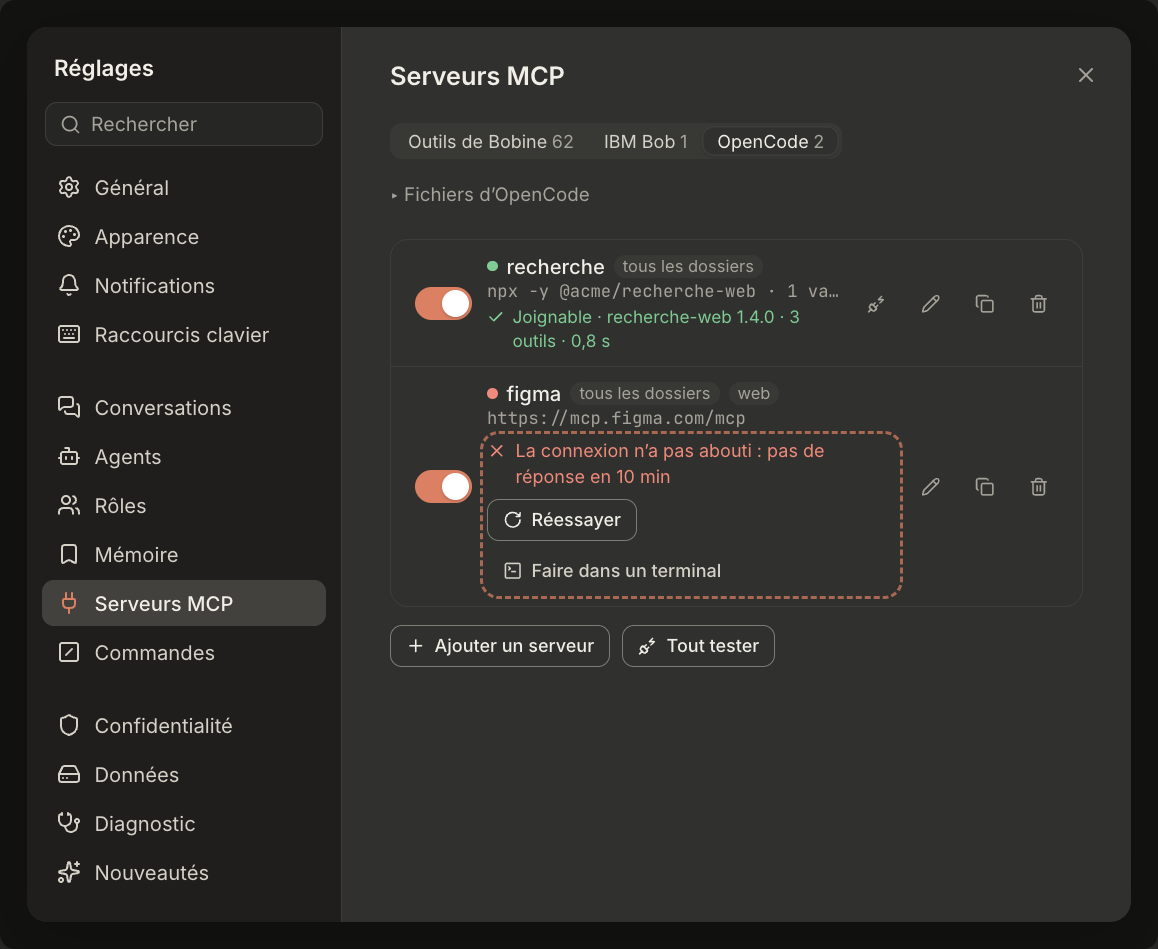 Réglages
Rechercher
Général
Apparence
Notifications
Raccourcis clavier
Conversations
Agents
Rôles
Mémoire
Serveurs MCP
Commandes
Confidentialité
Données
Diagnostic
Nouveautés
Serveurs MCP
Outils de Bobine 62 IBM Bob 1 OpenCode 2
Fichiers d’OpenCode
recherche tous les dossiers
npx -y @acme/recherche-web · 1 va…
Joignable · recherche-web 1.4.0 · 3
outils · 0,8 s
figma tous les dossiers web
https://mcp.figma.com/mcp
La connexion n’a pas abouti : pas de
réponse en 10 min
Réessayer
Faire dans un terminal
Ajouter un serveur Tout tester